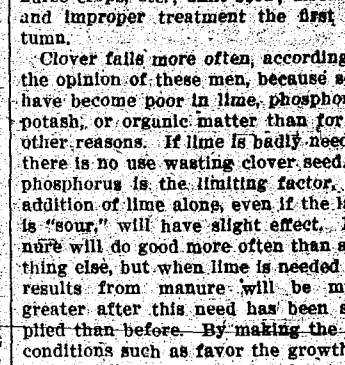 and improper treatment the first
tumn.
Clover fails more often, according
the opinion of these men, because
have become poor in lime,
potash, or organic matter than for
other reasons. If lime is badly
there is no use wasting clover seed.
phosphorus is the limiting factor,
addition of lime alone, even if the
is "sour," will have slight effect.
nure will do good more often than
thing else, but when lime is needed
results from manure will be
greater after this need has been
plied than before. By making the
conditions such as favor the